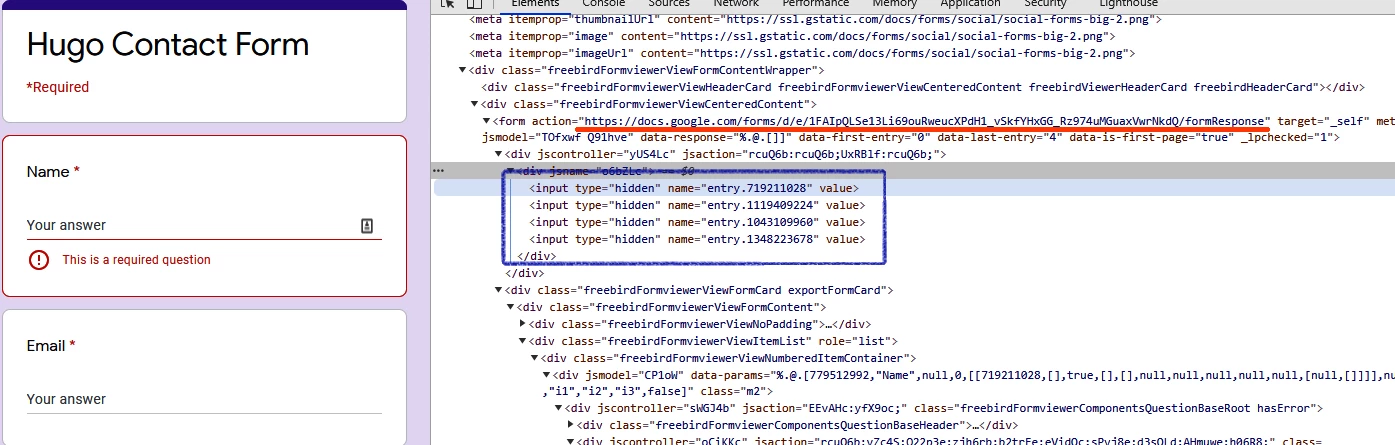 Hugo Contact Form
*Required
Name *
Your answer
This is a required question
Email *
Your answer
Elements Console Sources Network Performance Memory Application Security Lighthouse
<meta itemprop="thumbnailUrl" content="https://ssl.gstatic.com/docs/forms/social/social-forms-big-2.png">
<meta itemprop="image" content="https://ssl.gstatic.com/docs/forms/social/social-forms-big-2.png">
<meta itemprop="imageUrl" content="https://ssl.gstatic.com/docs/forms/social/social-forms-big-2.png">
▼<div class="freebirdFormviewerViewFormContentWrapper">
<div class="freebirdFormviewerViewHeaderCard freebirdFormviewerViewCenteredContent freebirdViewerHeaderCard freebirdHeaderCard"></div>
▼<div class="freebirdFormviewerViewCenteredContent">
▼<form action="https://docs.google.com/forms/d/e/1FAIpQLSe13Li69ouRweucXPdH1_vSkfYHxGG_Rz974uMGuaxVwrNkdQ/formResponse" target="_self" met
jsmodel="TOfxwf Q91hve" data-response="%.@.[]]" data-first-entry="0" data-last-entry="4" data-is-first-page="true" _lpchecked="1">
▼<div jscontroller="yUS4Lc" jsaction="rcuQ6b:rcuQ6b;UxRBlf:rcuQ6b;">
▼<div jsname="o6bZLc"> == $0
<input type="hidden" name="entry.719211028" value>
<input type="hidden" name="entry.1119409224" value>
<input type="hidden" name="entry.1043109960" value>
<input type="hidden" name="entry.1348223678" value>
</div>
</div>
▼<div class="freebirdFormviewerViewFormCard exportFormCard">
▼<div class="freebirdFormviewerViewFormContent">
▶<div class="freebirdFormviewerViewNoPadding">…</div>
▼<div class="freebirdFormviewerViewItemList" role="list">
▼<div class="freebirdFormviewerViewNumberedItemContainer">
▼<div jsmodel="CP1oW" data-params="%.@.[779512992,"Name",null,0,[[719211028,[],true,[],[],null,null,null,null,null,[null,[]]]],nu
,"i1","i2","i3",false]" class="m2">
▼<div jscontroller="sWGJ4b" jsaction="EEvAHc:yfX9oc;" class="freebirdFormviewerComponentsQuestionBaseRoot hasError">
▶<div class="freebirdFormviewerComponentsQuestionBaseHeader">…</div>
▼<div jscontroller="oCiKKc" class=